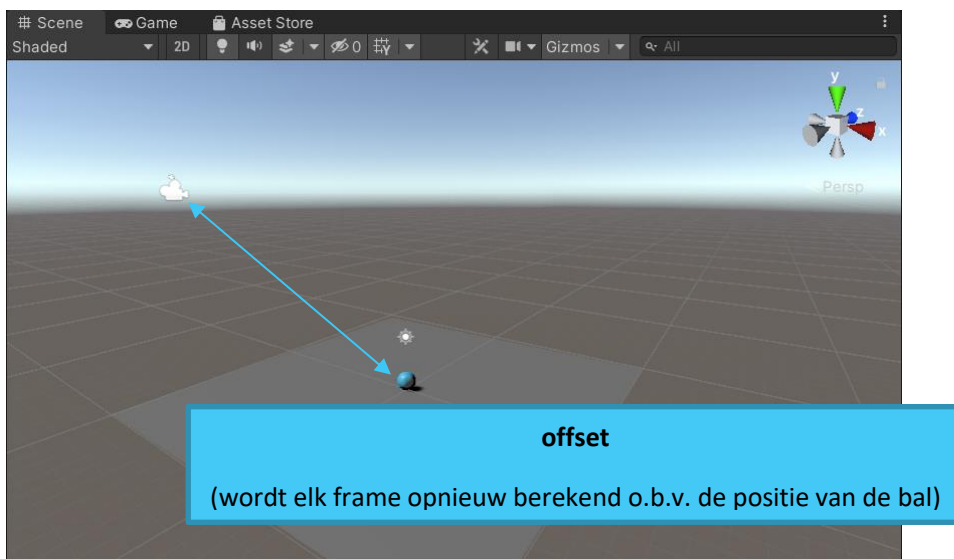 # Scene Game Asset Store
Shaded 2D 0 Gizmos All
y
z
x
Persp
offset
(wordt elk frame opnieuw berekend o.b.v. de positie van de bal)